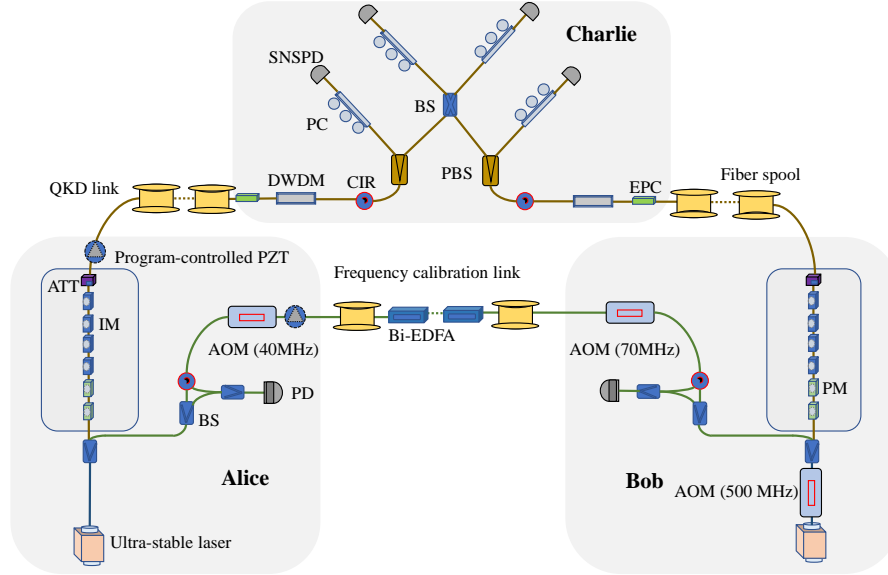 Charlie
SNSPD
BS
PC
PBS
DWDM
CIR
QKD link
EPC
Fiber spool
Program-controlled PZT
ATT
Frequency calibration link
IM
Bi-EDFA
AOM (40MHz)
AOM (70MHz)
PD
PM
BS
Alice
Bob
AOM (500 MHz)
Ultra-stable laser